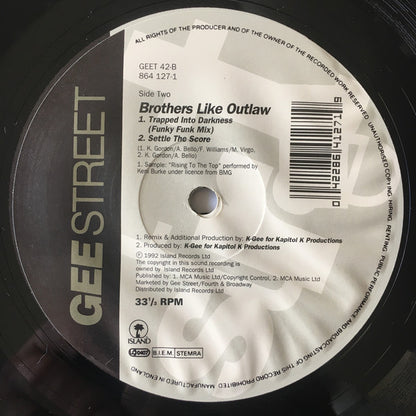 GEE STREET
GEET 42-B
864 127-1
Side Two
Brothers Like Outlaw
1. Trapped Into Darkness
(Funky Funk Mix)
2. Settle The Score
(1. K. Gordon/A. Bello/F. Williams/M. Virgo,
2. K. Gordon/A. Bello)
1. Sample: "Rising To The Top" performed by
Keni Burke under licence from BMG
0 42286 41271 9
1. Remix & Additional Production by: K-Gee for Kapitol K Productions
2. Produced by: K-Gee for Kapitol K Productions
℗ 1992 Island Records Ltd
The copyright in this sound recording is
owned by Island Records Ltd
Published by: 1. MCA Music Ltd/Copyright Control, 2. MCA Music Ltd
Marketed by Gee Street/Fourth & Broadway
Distributed by Island Records Ltd
33⅓ RPM
ISLAND
B.I.E.M. STEMRA
ALL RIGHTS OF THE PRODUCER AND OF THE OWNER OF THE RECORDED WORK RESERVED. UNAUTHORISED COPYING, HIRING, RENTING, PUBLIC PERFORMANCE AND BROADCASTING OF THIS RECORD PROHIBITED. MANUFACTURED IN ENGLAND